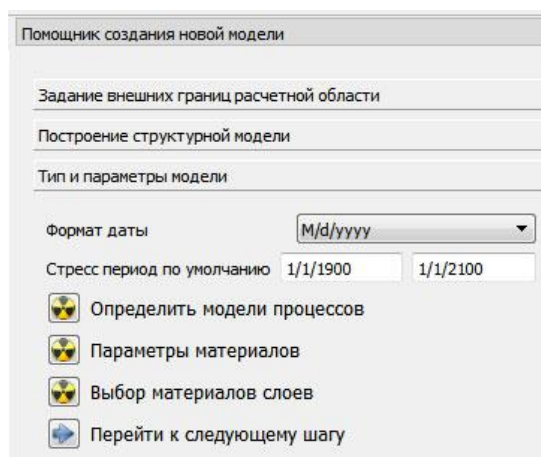 Помощник создания новой модели
Задание внешних границ расчетной области
Построение структурной модели
Тип и параметры модели
Формат даты M/d/yyyy
Стресс период по умолчанию 1/1/1900 1/1/2100
Определить модели процессов
Параметры материалов
Выбор материалов слоев
Перейти к следующему шагу